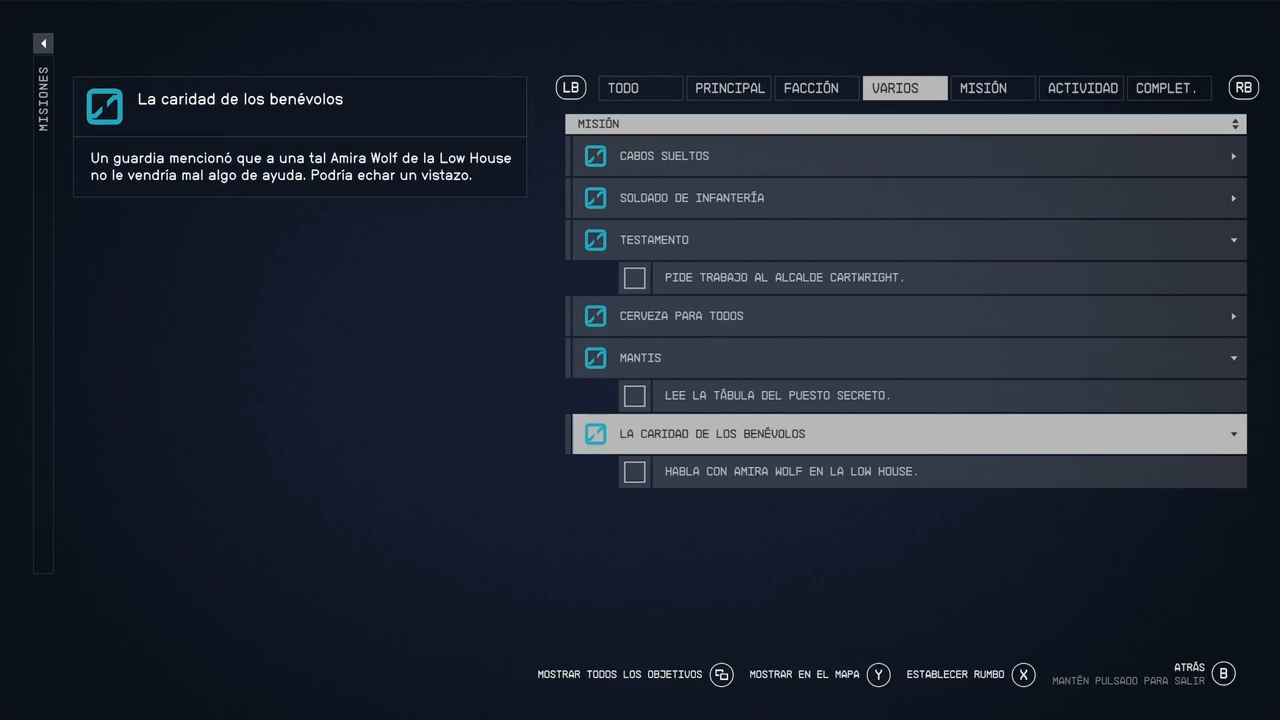 MISIONES
La caridad de los benévolos
Un guardia mencionó que a una tal Amira Wolf de la Low House
no le vendría mal algo de ayuda. Podría echar un vistazo.
LB TODO PRINCIPAL FACCIÓN VARIOS MISIÓN ACTIVIDAD COMPLET. RB
MISIÓN
CABOS SUELTOS
SOLDADO DE INFANTERÍA
TESTAMENTO
PIDE TRABAJO AL ALCALDE CARTWRIGHT.
CERVEZA PARA TODOS
MANTIS
LEE LA TÁBULA DEL PUESTO SECRETO.
LA CARIDAD DE LOS BENÉVOLOS
HABLA CON AMIRA WOLF EN LA LOW HOUSE.
MOSTRAR TODOS LOS OBJETIVOS MOSTRAR EN EL MAPA Y ESTABLECER RUMBO X ATRÁS B
MANTÉN PULSADO PARA SALIR